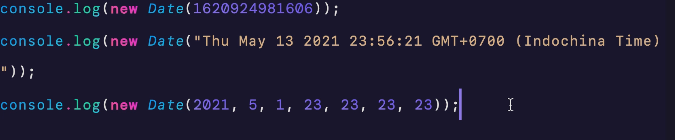 console.log(new Date(1620924981606));
console.log(new Date("Thu May 13 2021 23:56:21 GMT+0700 (Indochina Time)
"));
console.log(new Date(2021, 5, 1, 23, 23, 23, 23));